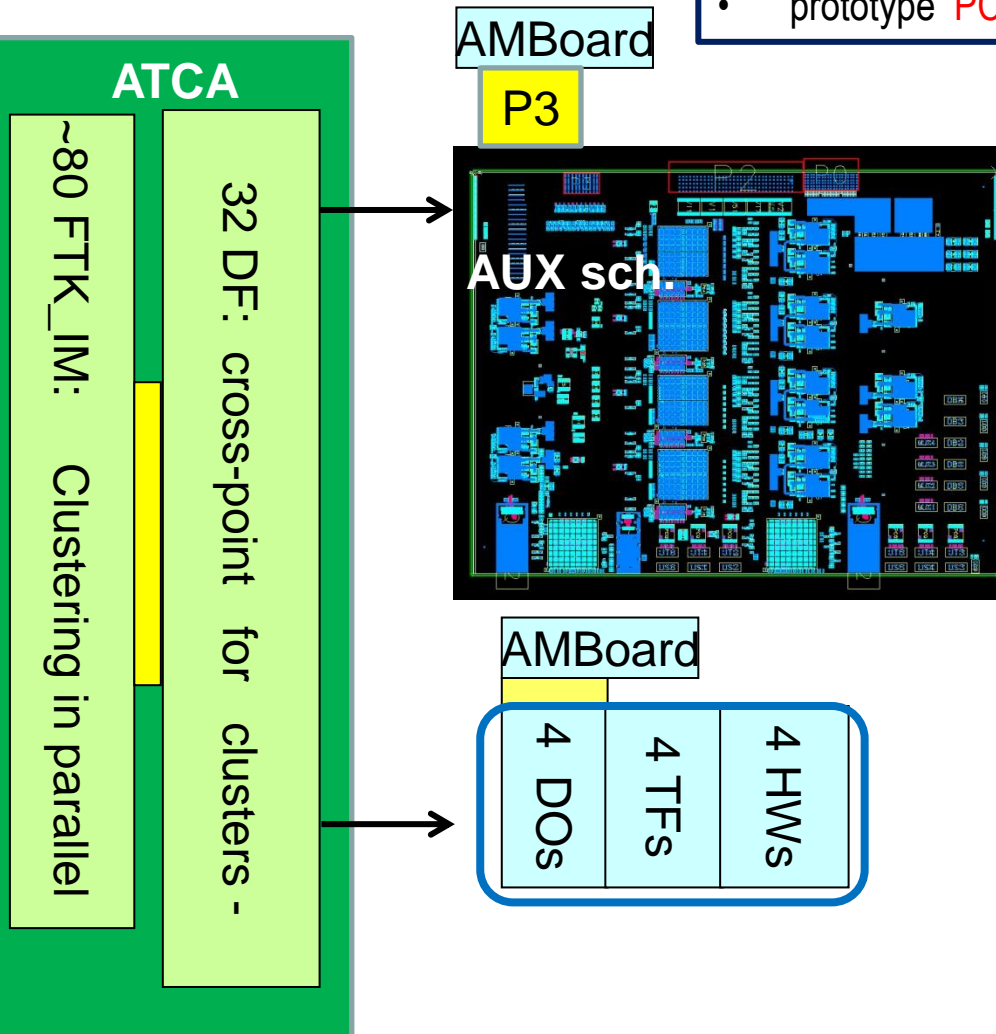 • prototype PC
AMBoard
P3
ATCA
~80 FTK_IM: Clustering in parallel
32 DF: cross-point for clusters -
AUX sch.
AMBoard
4 DOs
4 TFs
4 HWs